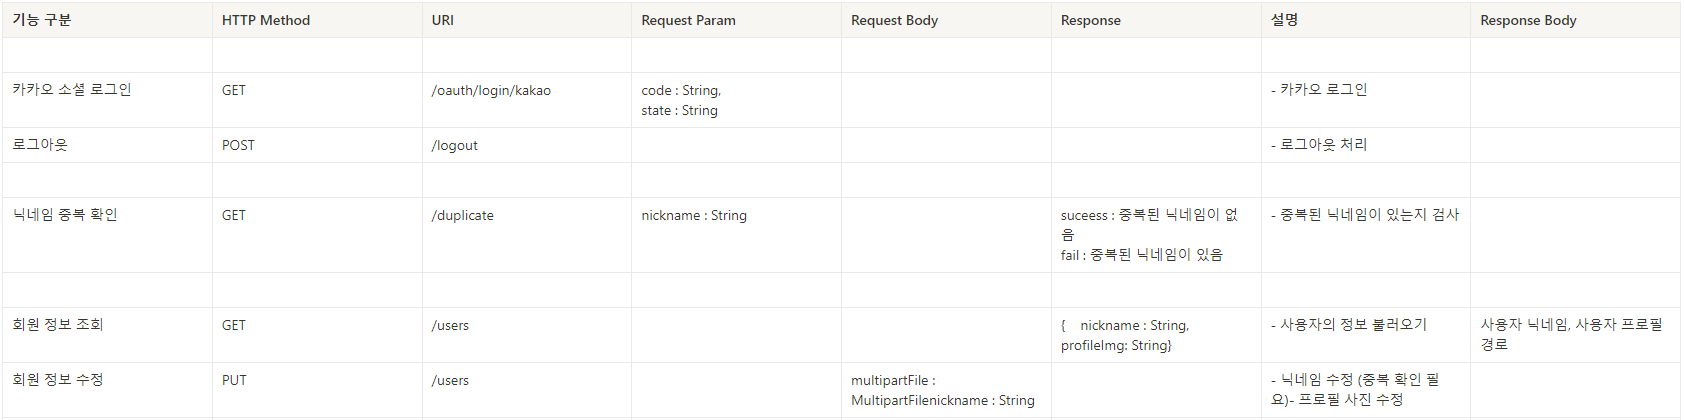 기능 구분 HTTP Method URI Request Param Request Body Response 설명 Response Body
카카오 소셜 로그인 GET /oauth/login/kakao code : String, - 카카오 로그인
state : String
로그아웃 POST /logout - 로그아웃 처리
닉네임 중복 확인 GET /duplicate nickname : String suceess : 중복된 닉네임이 없 - 중복된 닉네임이 있는지 검사
음
fail : 중복된 닉네임이 있음
회원 정보 조회 GET /users { nickname : String, - 사용자의 정보 불러오기 사용자 닉네임, 사용자 프로필
profileImg: String} 경로
회원 정보 수정 PUT /users multipartFile : - 닉네임 수정 (중복 확인 필
MultipartFilenickname : String 요)- 프로필 사진 수정